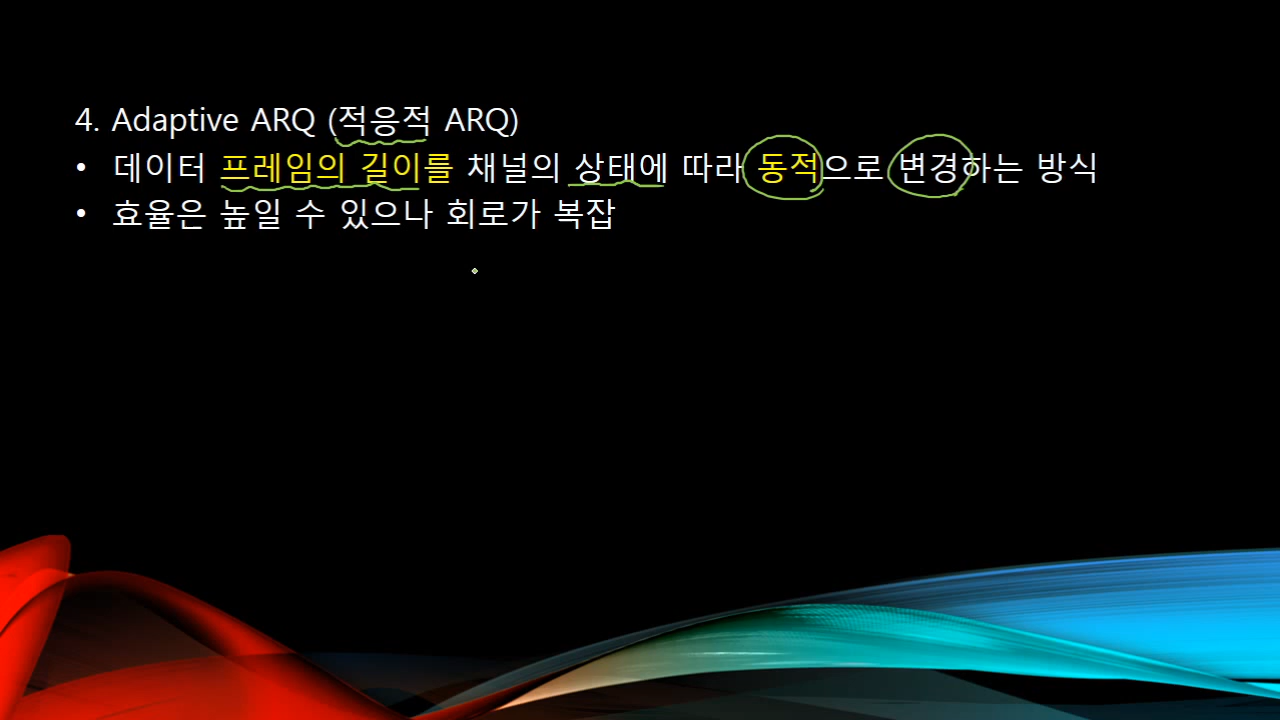 4. Adaptive ARQ (적응적 ARQ)
• 데이터 프레임의 길이를 채널의 상태에 따라 동적으로 변경하는 방식
• 효율은 높일 수 있으나 회로가 복잡